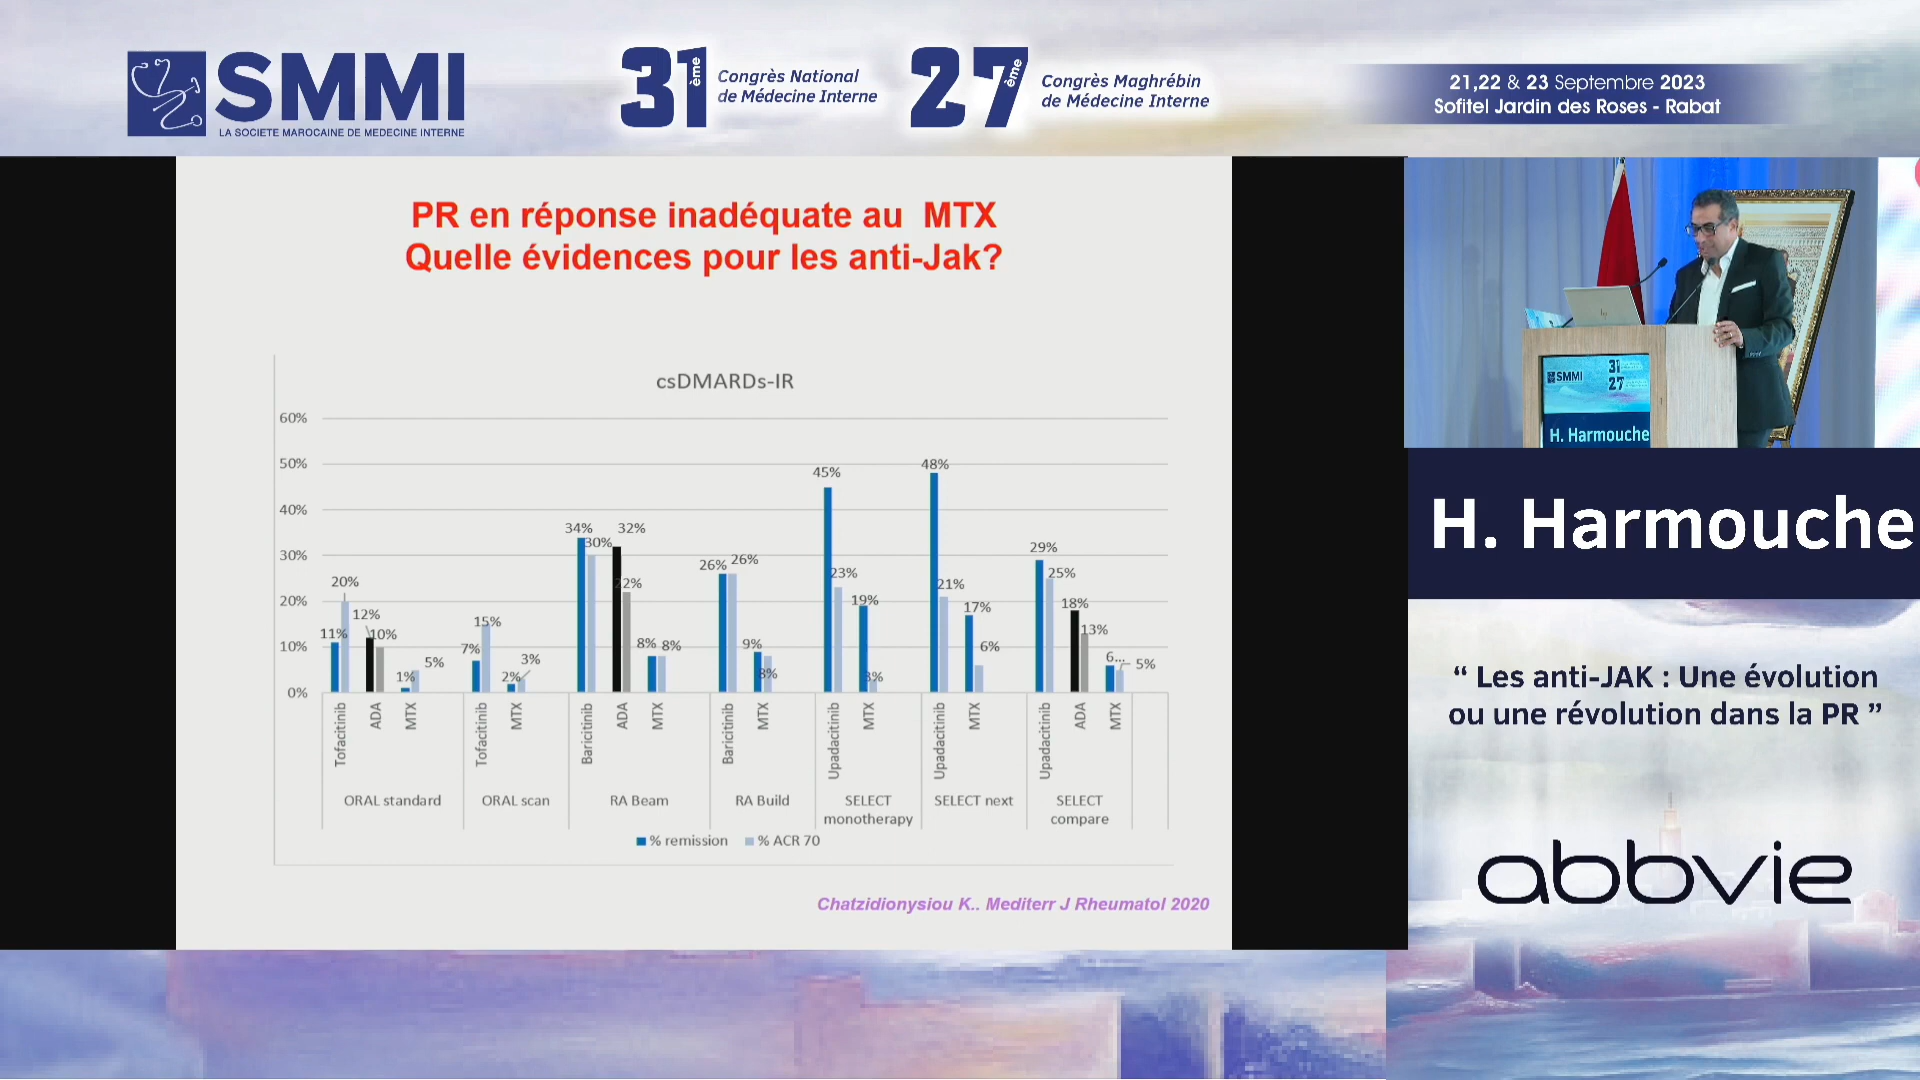 SMMI
LA SOCIETE MAROCAINE DE MEDECINE INTERNE
31ème Congrès National
de Médecine Interne
27ème Congrès Maghrébin
de Médecine Interne
21,22 & 23 Septembre 2023
Sofitel Jardin des Roses - Rabat
PR en réponse inadéquate au MTX
Quelle évidences pour les anti-Jak?
csDMARDs-IR
60%
50%
40%
30%
20%
10%
0%
11% 20% 12% 10% 1% 5%
7% 15% 2% 3%
34% 30% 32% 22% 8% 8%
26% 26% 9% 8%
45% 23% 19% 3%
48% 21% 17% 6%
29% 25% 18% 13% 6... 5%
Tofacitinib ADA MTX
Tofacitinib MTX
Baricitinib ADA MTX
Baricitinib MTX
Upadacitinib MTX
Upadacitinib MTX
Upadacitinib ADA MTX
ORAL standard
ORAL scan
RA Beam
RA Build
SELECT
monotherapy
SELECT next
SELECT
compare
% remission % ACR 70
Chatzidionysiou K.. Mediterr J Rheumatol 2020
SMMI
31
27
H. Harmouche
H. Harmouche
“ Les anti-JAK : Une évolution
ou une révolution dans la PR ”
abbvie